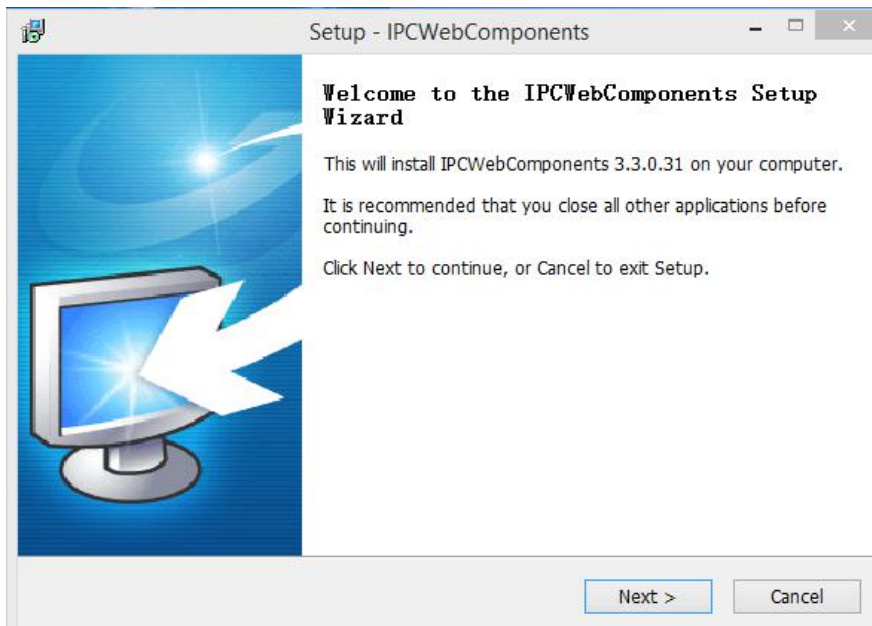 Setup - IPCWebComponents
Welcome to the IPCWebComponents Setup
Wizard
This will install IPCWebComponents 3.3.0.31 on your computer.
It is recommended that you close all other applications before
continuing.
Click Next to continue, or Cancel to exit Setup.
Next >
Cancel